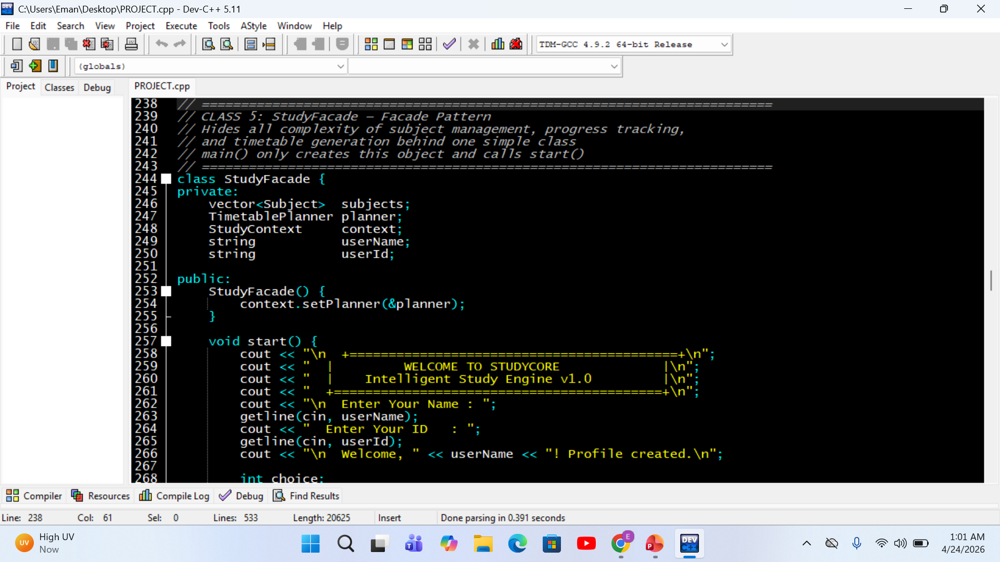 C:\Users\Eman\Desktop\PROJECT.cpp - Dev-C++ 5.11
File Edit Search View Project Execute Tools AStyle Window Help
TDM-GCC 4.9.2 64-bit Release
(globals)
Project Classes Debug PROJECT.cpp
238 // =========================================================================
239 // CLASS 5: StudyFacade — Facade Pattern
240 // Hides all complexity of subject management, progress tracking,
241 // and timetable generation behind one simple class
242 // main() only creates this object and calls start()
243 // =========================================================================
244 class StudyFacade {
245 private:
246     vector<Subject>  subjects;
247     TimetablePlanner planner;
248     StudyContext     context;
249     string           userName;
250     string           userId;
251
252 public:
253     StudyFacade() {
254         context.setPlanner(&planner);
255     }
256
257     void start() {
258         cout << "\n  +==========================================+\n";
259         cout << "  |         WELCOME TO STUDYCORE             |\n";
260         cout << "  |    Intelligent Study Engine v1.0         |\n";
261         cout << "  +==========================================+\n";
262         cout << "\n  Enter Your Name : ";
263         getline(cin, userName);
264         cout << "  Enter Your ID   : ";
265         getline(cin, userId);
266         cout << "\n  Welcome, " << userName << "! Profile created.\n";
267
268         int choice;
Compiler Resources Compile Log Debug Find Results
Line: 238 Col: 61 Sel: 0 Lines: 533 Length: 20625 Insert Done parsing in 0.391 seconds
UV High UV
Now
T
E
P
DEV
C++
1:01 AM
4/24/2026